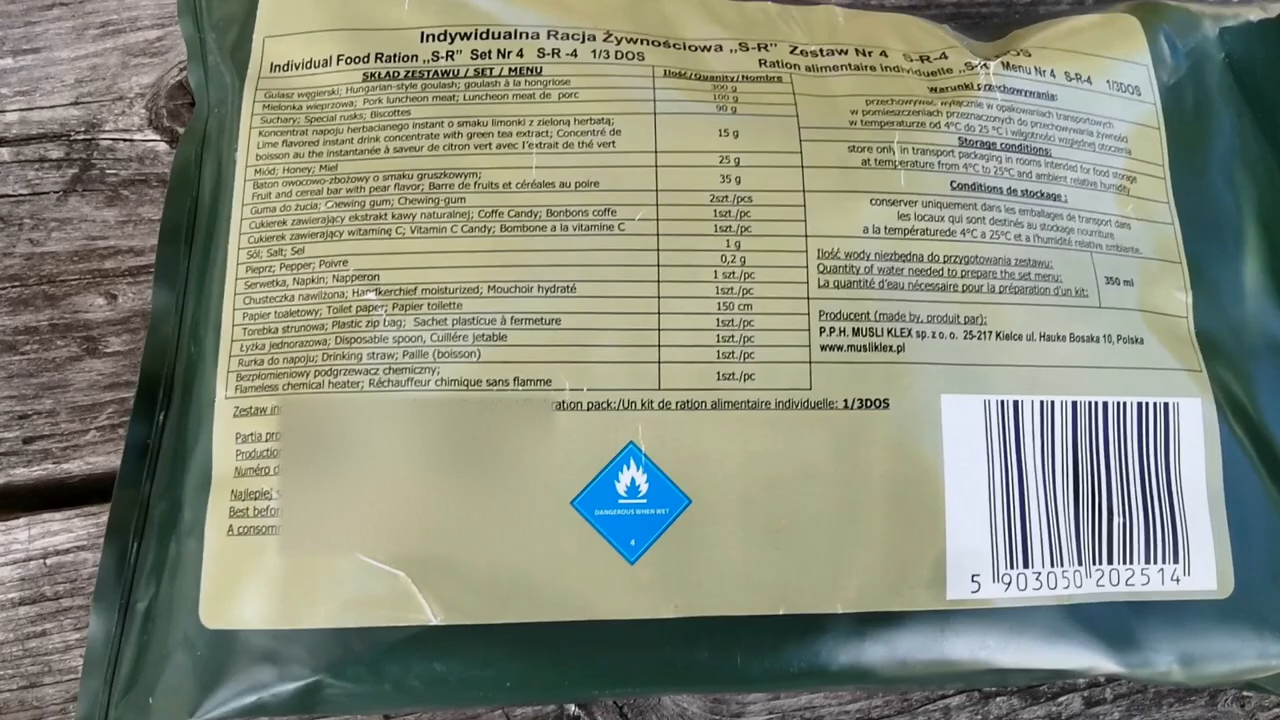 Indywidualna Racja Żywnościowa „S-R” Zestaw Nr 4 S-R-4
Individual Food Ration „S-R” Set Nr 4 S-R -4 1/3 DOS
Ration alimentaire individuelle „S-R” Menu Nr 4 S-R-4 1/3DOS
SKŁAD ZESTAWU / SET / MENU
Ilość/Quanity/Nombre
Gulasz węgierski; Hungarian-style goulash; goulash à la hongriose
300 g
Mielonka wieprzowa; Pork luncheon meat; Luncheon meat de porc
100 g
Suchary; Special rusks; Biscottes
90 g
Koncentrat napoju herbacianego instant o smaku limonki z zieloną herbatą;
Lime flavored instant drink concentrate with green tea extract; Concentré de
boisson au the instantanée à saveur de citron vert avec l’extrait de thé vert
15 g
Miód; Honey; Miel
25 g
Baton owocowo-zbożowy o smaku gruszkowym;
Fruit and cereal bar with pear flavor; Barre de fruits et céréales au poire
35 g
Guma do żucia; Chewing gum; Chewing-gum
2szt./pcs
Cukierek zawierający ekstrakt kawy naturalnej; Coffe Candy; Bonbons coffe
1szt./pc
Cukierek zawierający witaminę C; Vitamin C Candy; Bombone a la vitamine C
1szt./pc
Sól; Salt; Sel
1 g
Pieprz; Pepper; Poivre
0,2 g
Serwetka, Napkin; Napperon
1 szt./pc
Chusteczka nawilżona; Handkerchief moisturized; Mouchoir hydraté
1szt./pc
Papier toaletowy; Toilet paper; Papier toilette
150 cm
Torebka strunowa; Plastic zip bag; Sachet plasticue à fermeture
1szt./pc
Łyżka jednorazowa; Disposable spoon, Cuillére jetable
1szt./pc
Rurka do napoju; Drinking straw; Paille (boisson)
1szt./pc
Bezpłomieniowy podgrzewacz chemiczny;
Flameless chemical heater; Réchauffeur chimique sans flamme
1szt./pc
Warunki przechowywania:
przechowywać wyłącznie w opakowaniach transportowych
w pomieszczeniach przeznaczonych do przechowywania żywności
w temperaturze od 4°C do 25 °C i wilgotności względnej otoczenia
Storage conditions:
store only in transport packaging in rooms intended for food storage
at temperature from 4°C to 25°C and ambient relative humidity
Conditions de stockage :
conserver uniquement dans les emballages de transport dans
les locaux qui sont destinés au stockage nourriture
a la températurede 4°C a 25°C et a l’humidité relative ambiante.
Ilość wody niezbędna do przygotowania zestawu:
Quantity of water needed to prepare the set menu:
La quantité d’eau nécessaire pour la préparation d’un kit:
350 ml
Producent (made by, produit par):
P.P.H. MUSLI KLEX sp. z o. o. 25-217 Kielce ul. Hauke Bosaka 10, Polska
www.musliklex.pl
Zestaw in
ration pack:/Un kit de ration alimentaire individuelle: 1/3DOS
Partia pro
Productio
Numéro d
Najlepiej s
Best befor
A consom
DANGEROUS WHEN WET
4
5 903050 202514